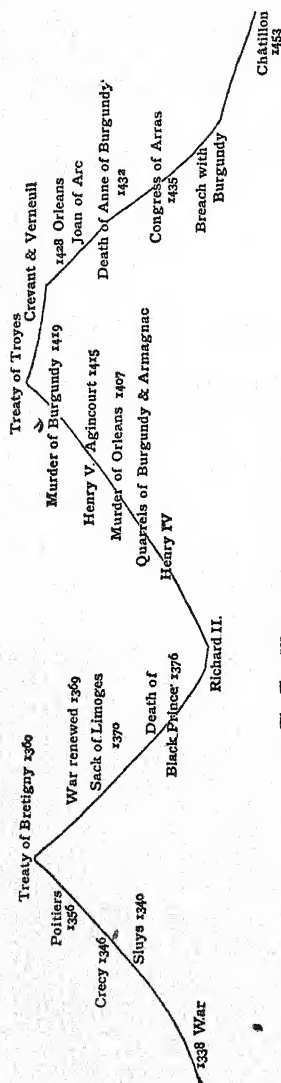 1338 War
Sluys 1340
Crecy 1346
Poitiers
1356
Treaty of Bretigny 1360
War renewed 1369
Sack of Limoges
1370
Death of
Black Prince 1376
Richard II.
Henry IV
Quarrels of Burgundy & Armagnac
Murder of Orleans 1407
Henry V. Agincourt 1415
Murder of Burgundy 1419
Treaty of Troyes
Crevant & Verneuil
1428 Orleans
Joan of Arc
Death of Anne of Burgundy
1432
Congress of Arras
1435
Breach with
Burgundy
Châtillon
1453